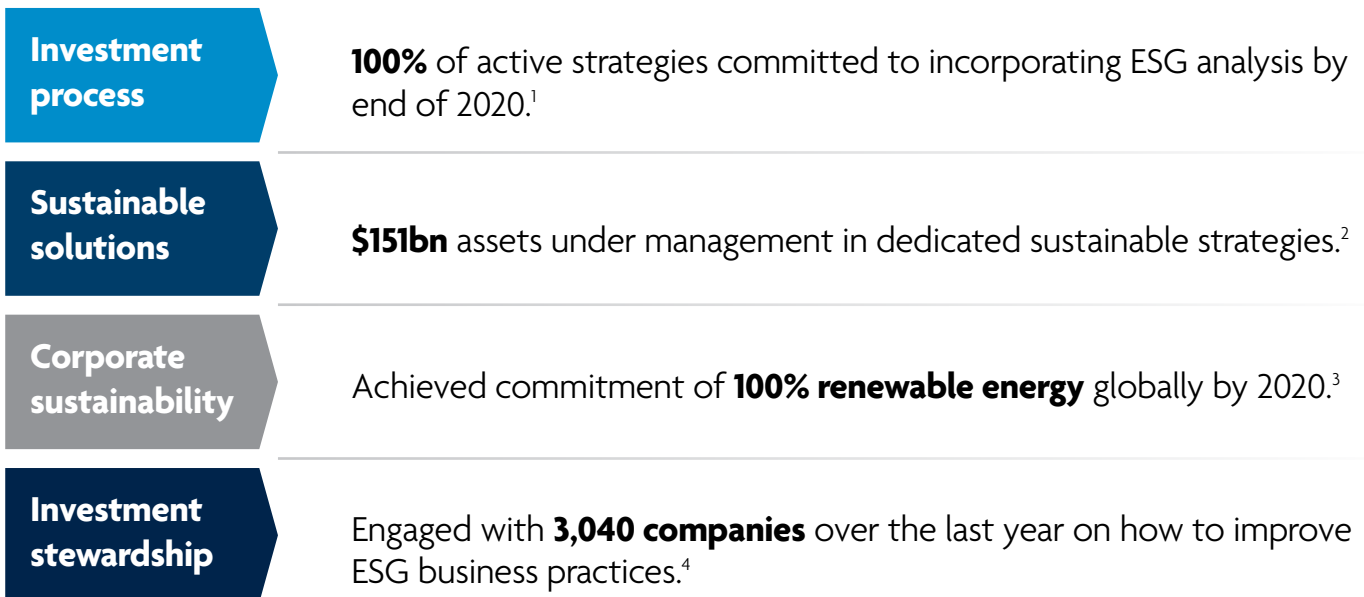 Investment
process
100% of active strategies committed to incorporating ESG analysis by
end of 2020.¹
Sustainable
solutions
$151bn assets under management in dedicated sustainable strategies.²
Corporate
sustainability
Achieved commitment of 100% renewable energy globally by 2020.³
Investment
stewardship
Engaged with 3,040 companies over the last year on how to improve
ESG business practices.⁴